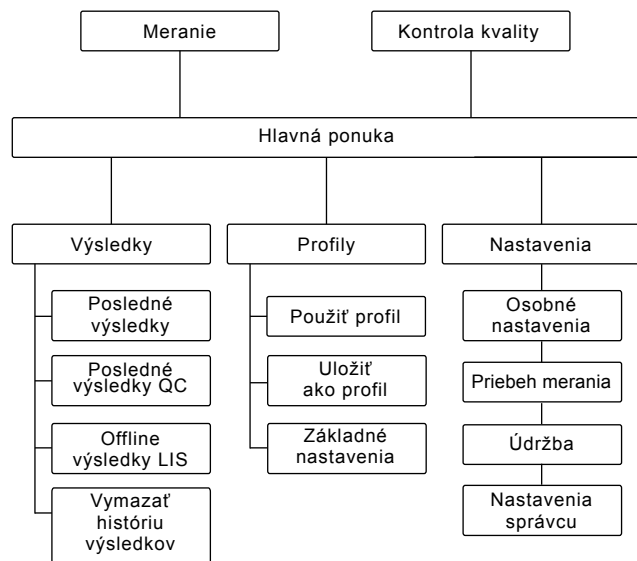 Meranie
Kontrola kvality
Hlavná ponuka
Výsledky
Profily
Nastavenia
Posledné
výsledky
Posledné
výsledky QC
Offline
výsledky LIS
Vymazať
históriu
výsledkov
Použiť profil
Uložiť
ako profil
Základné
nastavenia
Osobné
nastavenia
Priebeh merania
Údržba
Nastavenia
správcu